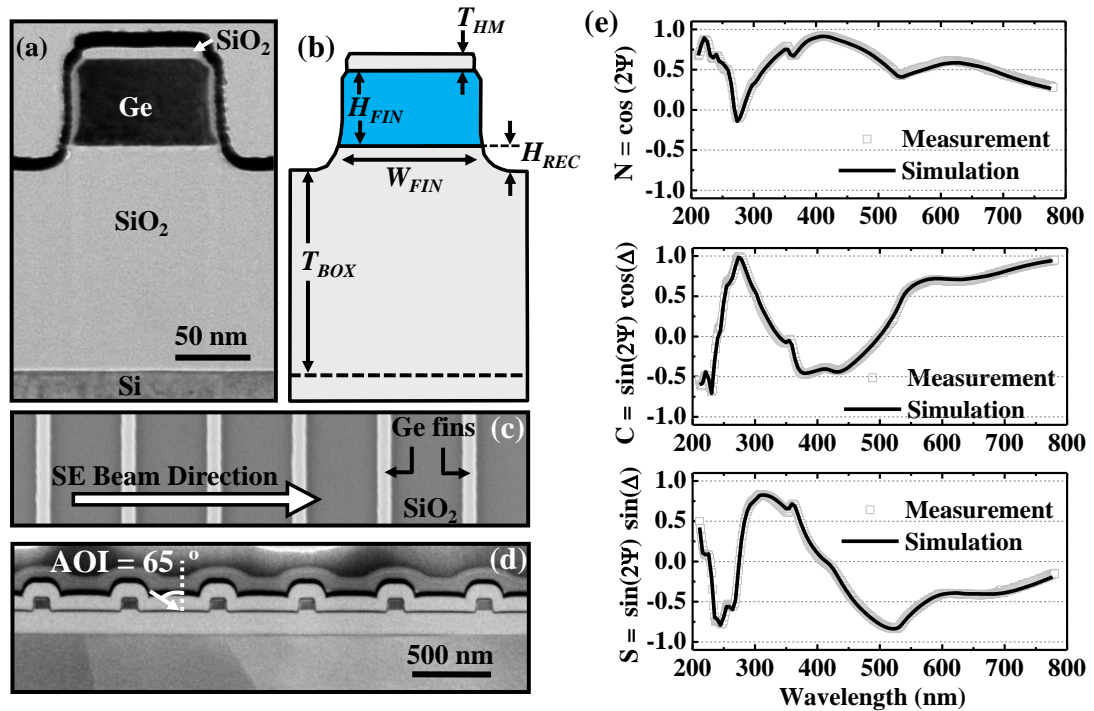 (a)
SiO2
Ge
SiO2
50 nm
Si
(b)
THM
HFIN
HREC
WFIN
TBOX
(c)
Ge fins
SE Beam Direction
SiO2
(d)
AOI = 65 º
500 nm
(e)
N = cos (2Ψ)
1.0
0.5
0.0
-0.5
-1.0
Measurement
Simulation
200 300 400 500 600 700 800
C = sin(2Ψ) cos(Δ)
1.0
0.5
0.0
-0.5
-1.0
Measurement
Simulation
200 300 400 500 600 700 800
S = sin(2Ψ) sin(Δ)
1.0
0.5
0.0
-0.5
-1.0
Measurement
Simulation
200 300 400 500 600 700 800
Wavelength (nm)